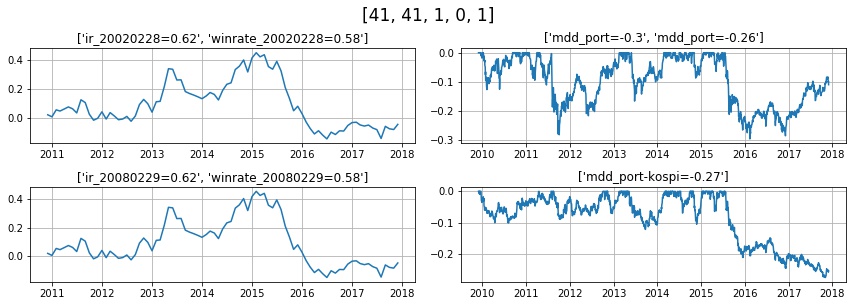 [41, 41, 1, 0, 1]
['ir_20020228=0.62', 'winrate_20020228=0.58']
0.4
0.2
0.0
2011 2012 2013 2014 2015 2016 2017 2018
['mdd_port=-0.3', 'mdd_port=-0.26']
0.0
−0.1
−0.2
−0.3
2010 2011 2012 2013 2014 2015 2016 2017 2018
['ir_20080229=0.62', 'winrate_20080229=0.58']
0.4
0.2
0.0
2011 2012 2013 2014 2015 2016 2017 2018
['mdd_port-kospi=-0.27']
0.0
−0.1
−0.2
2010 2011 2012 2013 2014 2015 2016 2017 2018